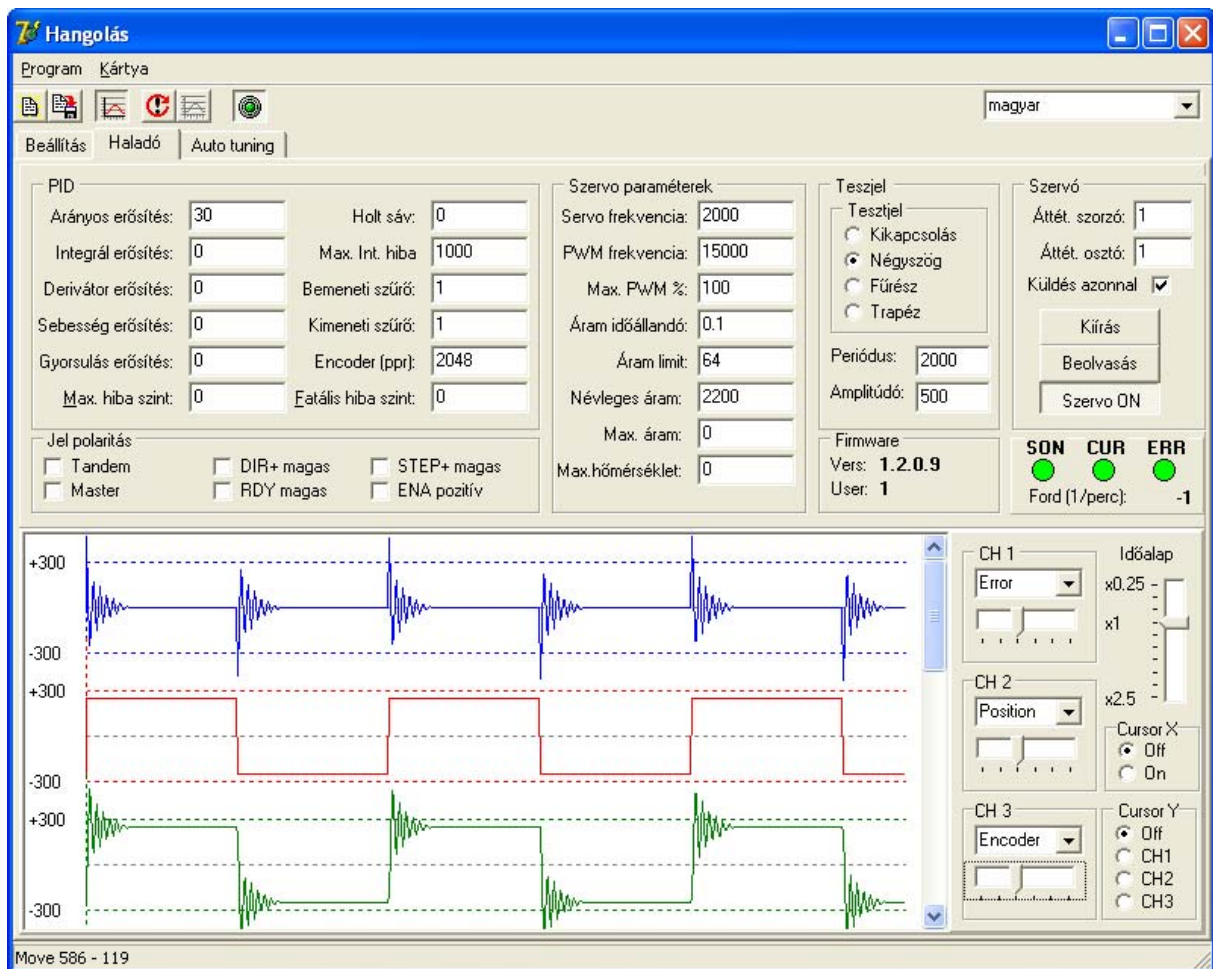 Hangolás
Program Kártya
magyar
Beállítás Haladó Auto tuning
PID
Arányos erősítés: 30
Integrál erősítés: 0
Derivátor erősítés: 0
Sebesség erősítés: 0
Gyorsulás erősítés: 0
Max. hiba szint: 0
Holt sáv: 0
Max. Int. hiba 1000
Bemeneti szűrő: 1
Kimeneti szűrő: 1
Encoder (ppr): 2048
Fatális hiba szint: 0
Jel polaritás
Tandem DIR+ magas STEP+ magas
Master RDY magas ENA pozitív
Szervo paraméterek
Servo frekvencia: 2000
PWM frekvencia: 15000
Max. PWM %: 100
Áram időállandó: 0.1
Áram limit: 64
Névleges áram: 2200
Max. áram: 0
Max.hőmérséklet: 0
Teszjel
Tesztjel
Kikapcsolás
Négyszög
Fűrész
Trapéz
Periódus: 2000
Amplitúdó: 500
Firmware
Vers: 1.2.0.9
User: 1
Szervó
Áttét. szorzó: 1
Áttét. osztó: 1
Küldés azonnal
Kiírás
Beolvasás
Szervo ON
SON CUR ERR
Ford (1/perc): -1
+300
-300
+300
-300
+300
-300
CH 1
Error
CH 2
Position
CH 3
Encoder
Időalap
x0.25
x1
x2.5
Cursor X
Off
On
Cursor Y
Off
CH1
CH2
CH3
Move 586 - 119